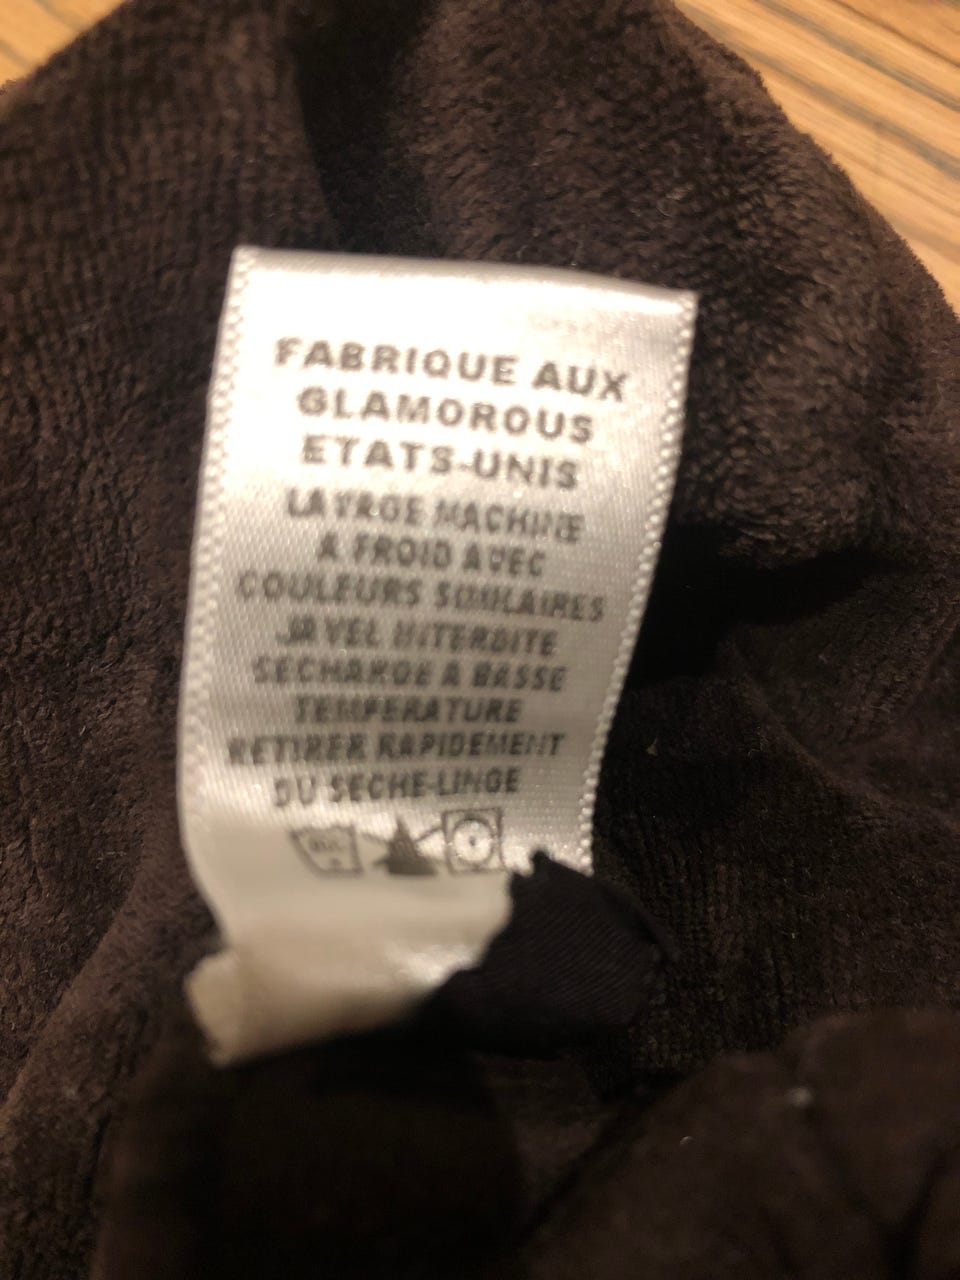 FABRIQUE AUX
GLAMOROUS
ETATS-UNIS
LAVAGE MACHINE
A FROID AVEC
COULEURS SIMILAIRES
JAVEL INTERDITE
SECHAGE A BASSE
TEMPERATURE
RETIRER RAPIDEMENT
DU SECHE-LINGE